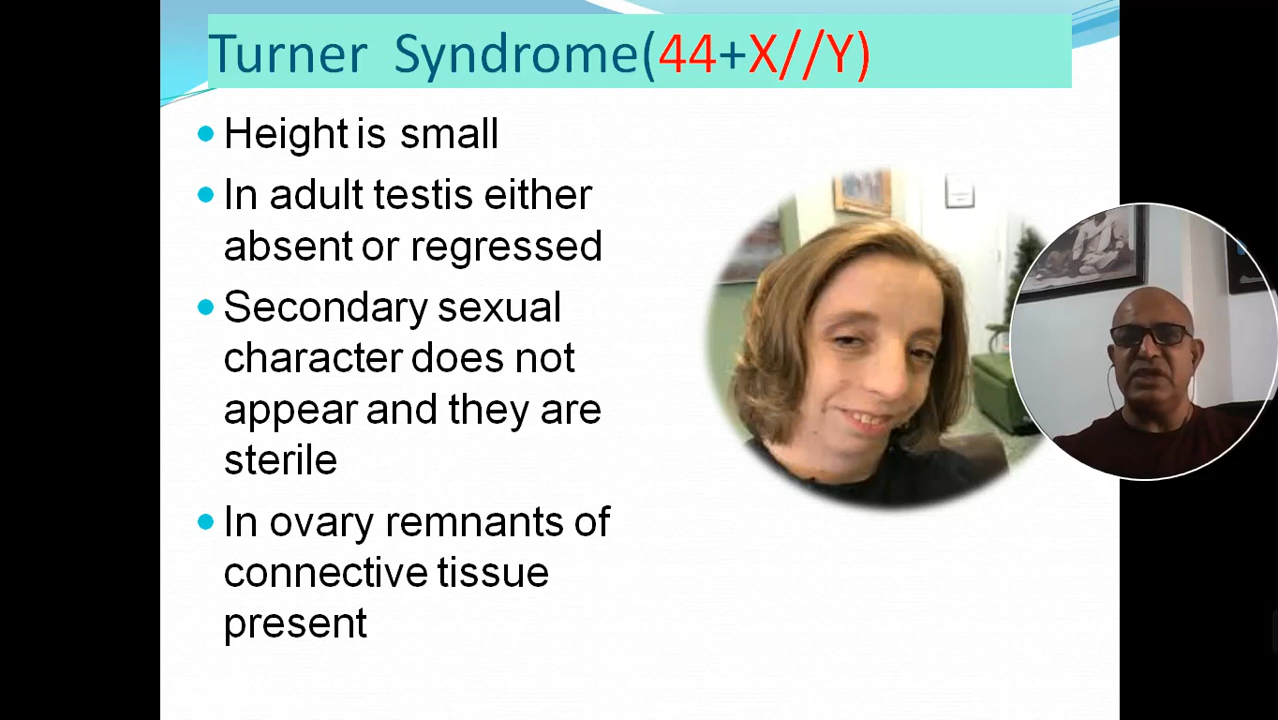 Turner Syndrome(44+X//Y)
Height is small
In adult testis either
absent or regressed
Secondary sexual
character does not
appear and they are
sterile
In ovary remnants of
connective tissue
present